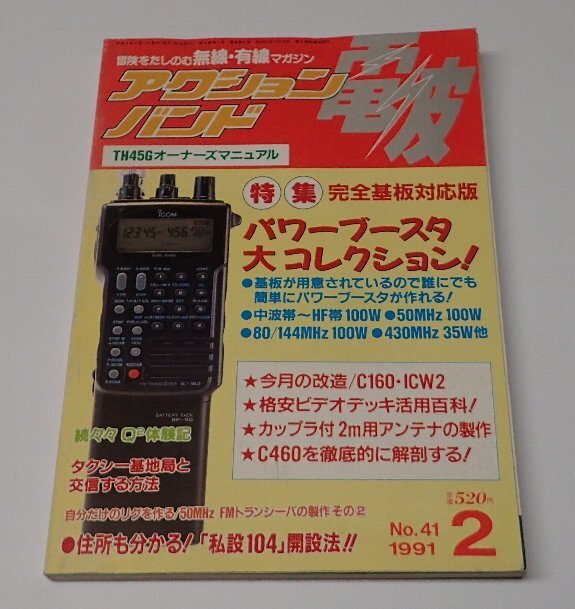 冒険をたしのむ無線・有線マガジン
アクションバンド
電波
TH45Gオーナーズマニュアル
特集 完全基板対応版
パワーブースタ
大コレクション!
●基板が用意されているので誰にでも
簡単にパワーブースタが作れる!
●中波帯〜HF帯100W ●50MHz 100W
●80/144MHz 100W ●430MHz 35W他
ICOM
123.45- 456.78-
★今月の改造/C160・ICW2
★格安ビデオデッキ活用百科!
★カップラ付2m用アンテナの製作
★C460を徹底的に解剖する!
BATTERY PACK
FM TRANSCEIVER IC-W2
続々々Q²体験記
タクシー基地局と
交信する方法
自分だけのリグを作る/50MHz FMトランシーバの製作 その②
●住所も分かる!「私設104」開設法!!
定価520円
No.41
1991
2